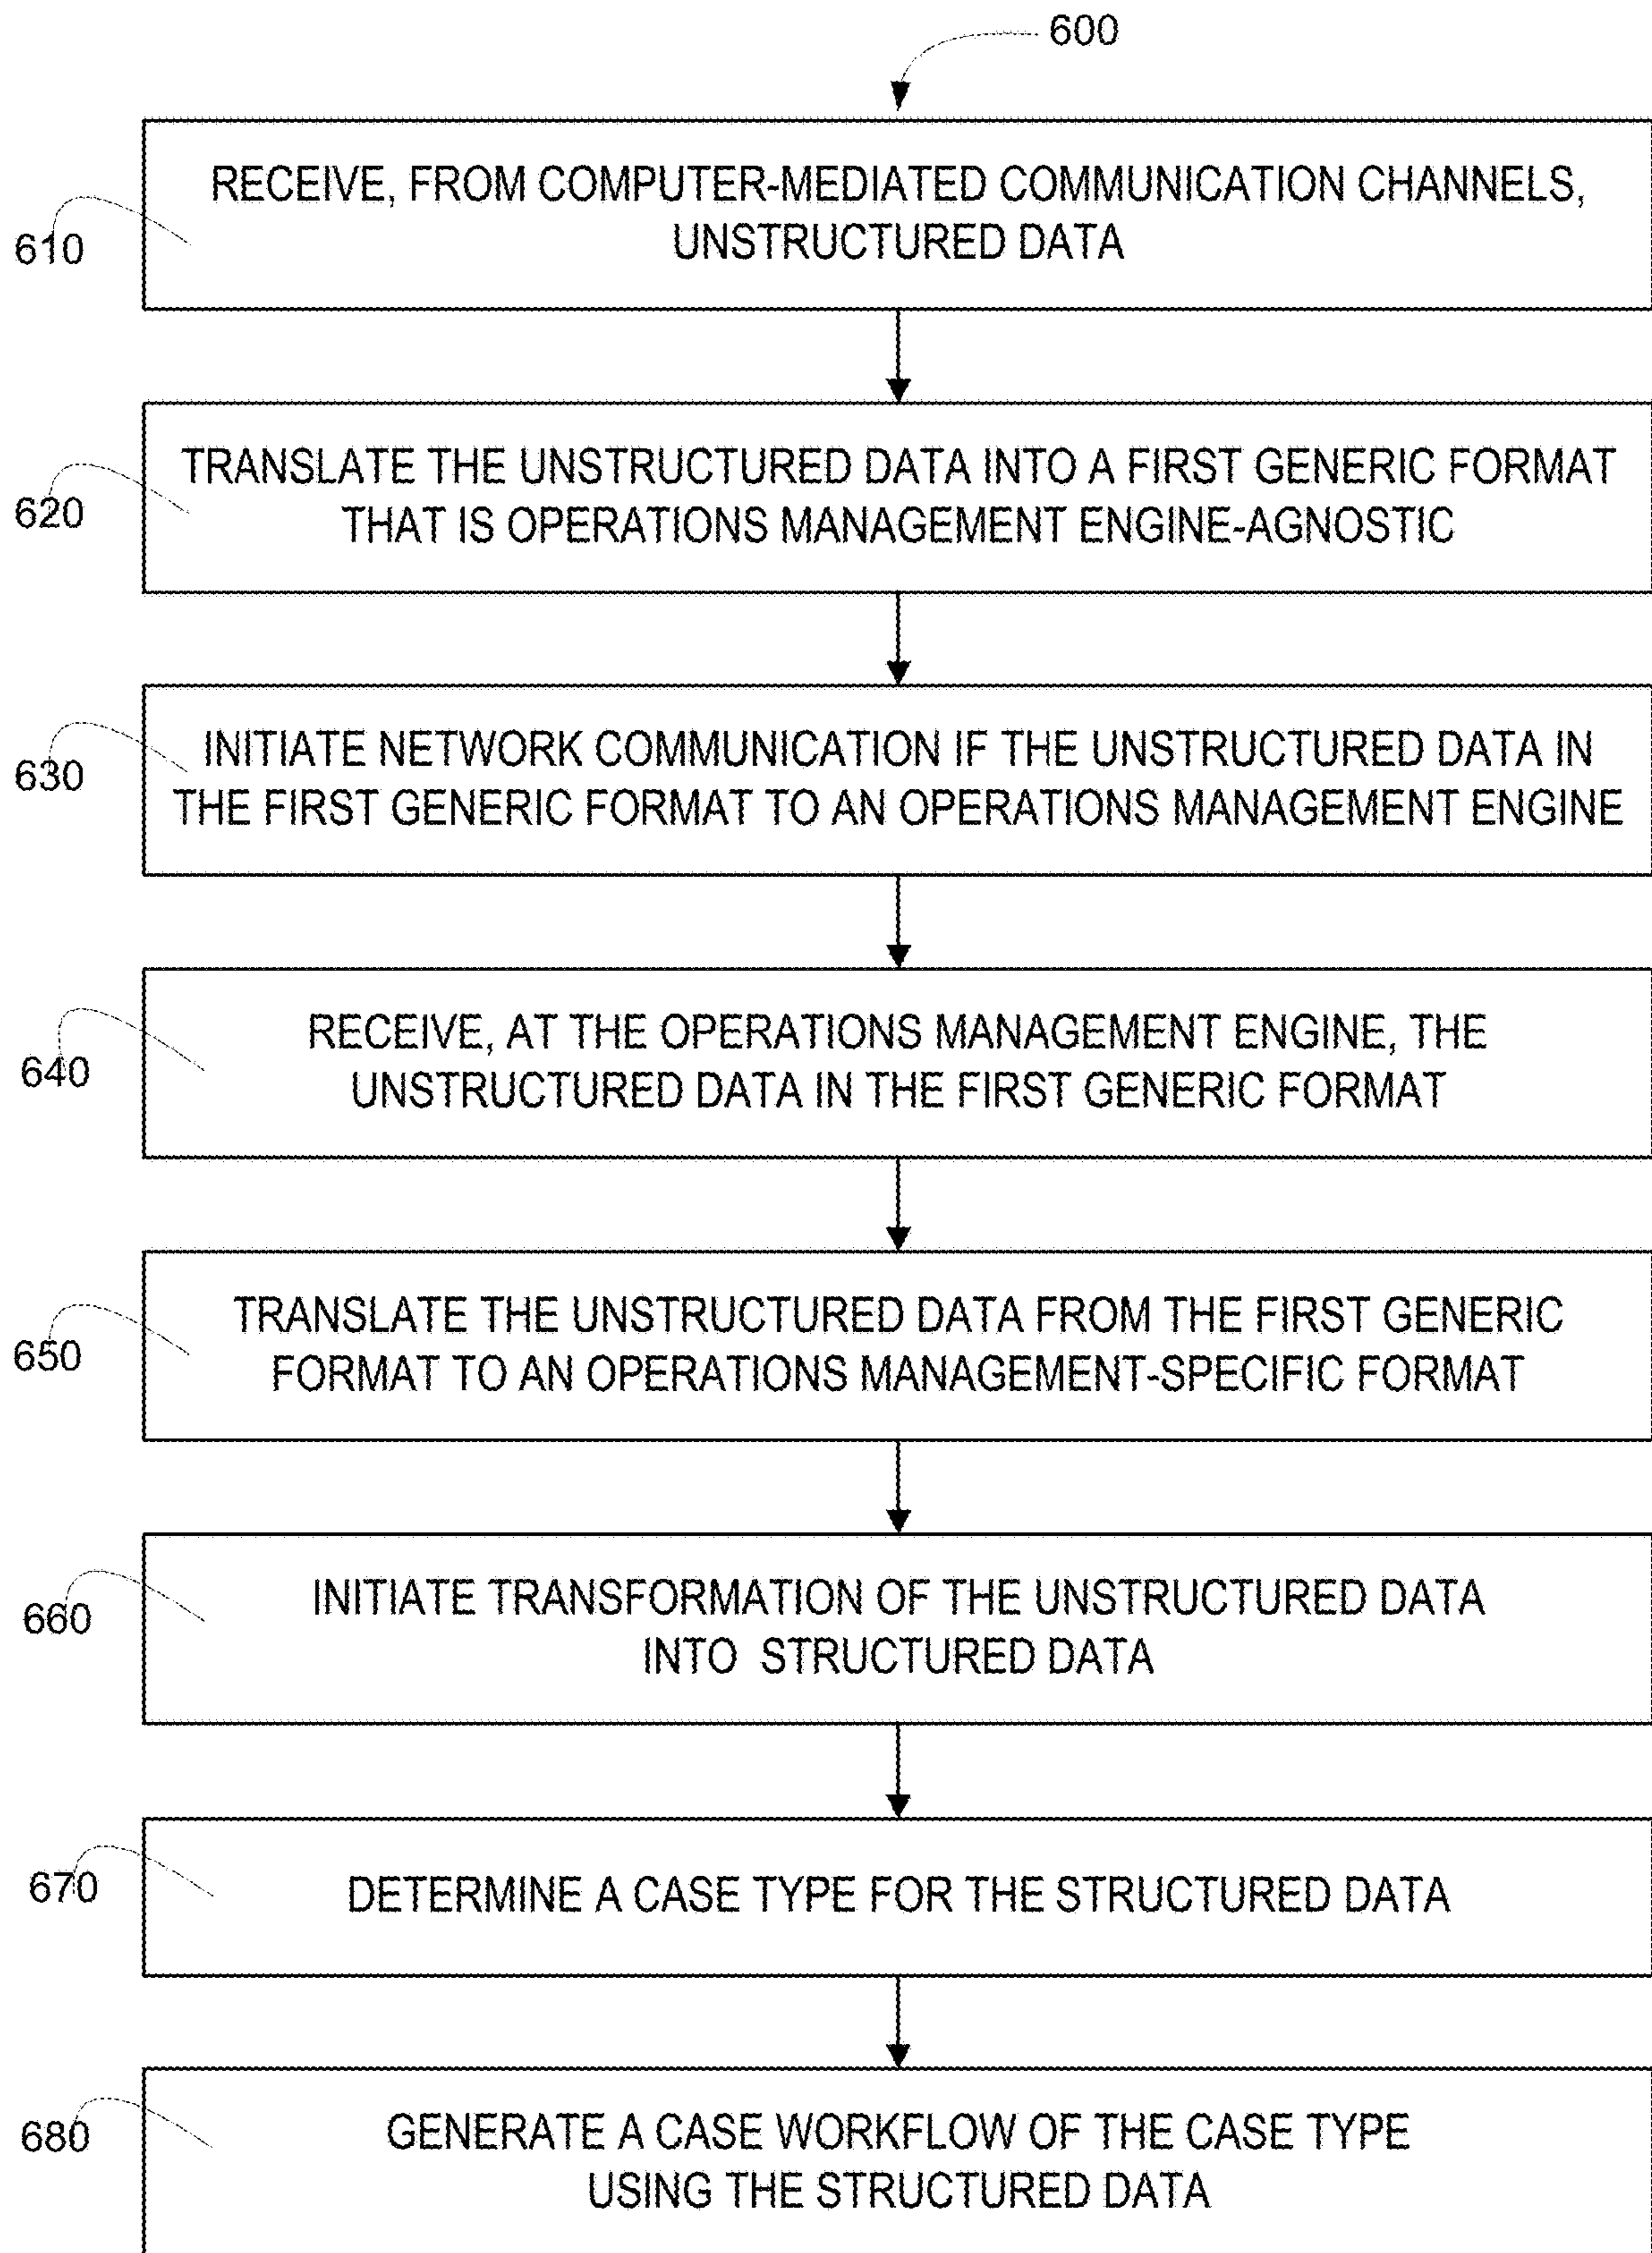 600
RECEIVE, FROM COMPUTER-MEDIATED COMMUNICATION CHANNELS,
UNSTRUCTURED DATA
610
TRANSLATE THE UNSTRUCTURED DATA INTO A FIRST GENERIC FORMAT
THAT IS OPERATIONS MANAGEMENT ENGINE-AGNOSTIC
620
INITIATE NETWORK COMMUNICATION IF THE UNSTRUCTURED DATA IN
THE FIRST GENERIC FORMAT TO AN OPERATIONS MANAGEMENT ENGINE
630
RECEIVE, AT THE OPERATIONS MANAGEMENT ENGINE, THE
UNSTRUCTURED DATA IN THE FIRST GENERIC FORMAT
640
TRANSLATE THE UNSTRUCTURED DATA FROM THE FIRST GENERIC
FORMAT TO AN OPERATIONS MANAGEMENT-SPECIFIC FORMAT
650
INITIATE TRANSFORMATION OF THE UNSTRUCTURED DATA
INTO STRUCTURED DATA
660
DETERMINE A CASE TYPE FOR THE STRUCTURED DATA
670
GENERATE A CASE WORKFLOW OF THE CASE TYPE
USING THE STRUCTURED DATA
680